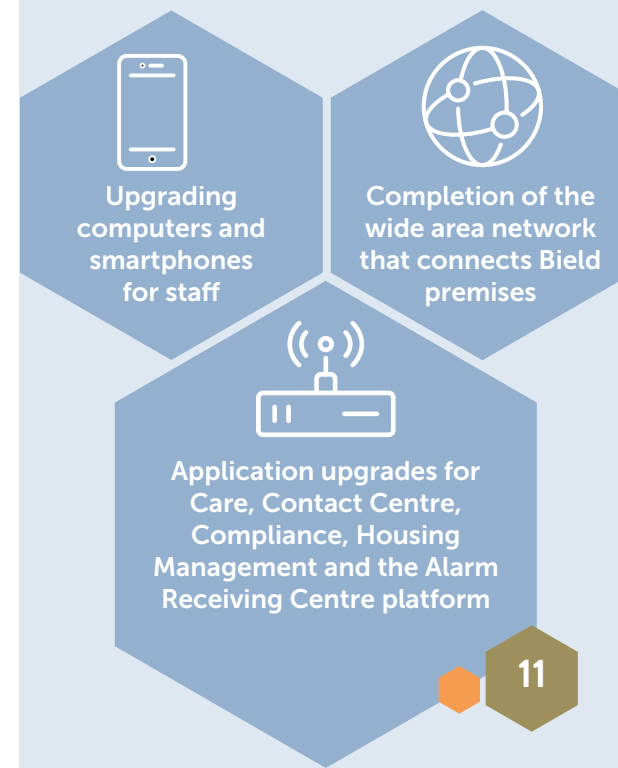 Upgrading
computers and
smartphones
for staff
Completion of the
wide area network
that connects Bield
premises
Application upgrades for
Care, Contact Centre,
Compliance, Housing
Management and the Alarm
Receiving Centre platform
11